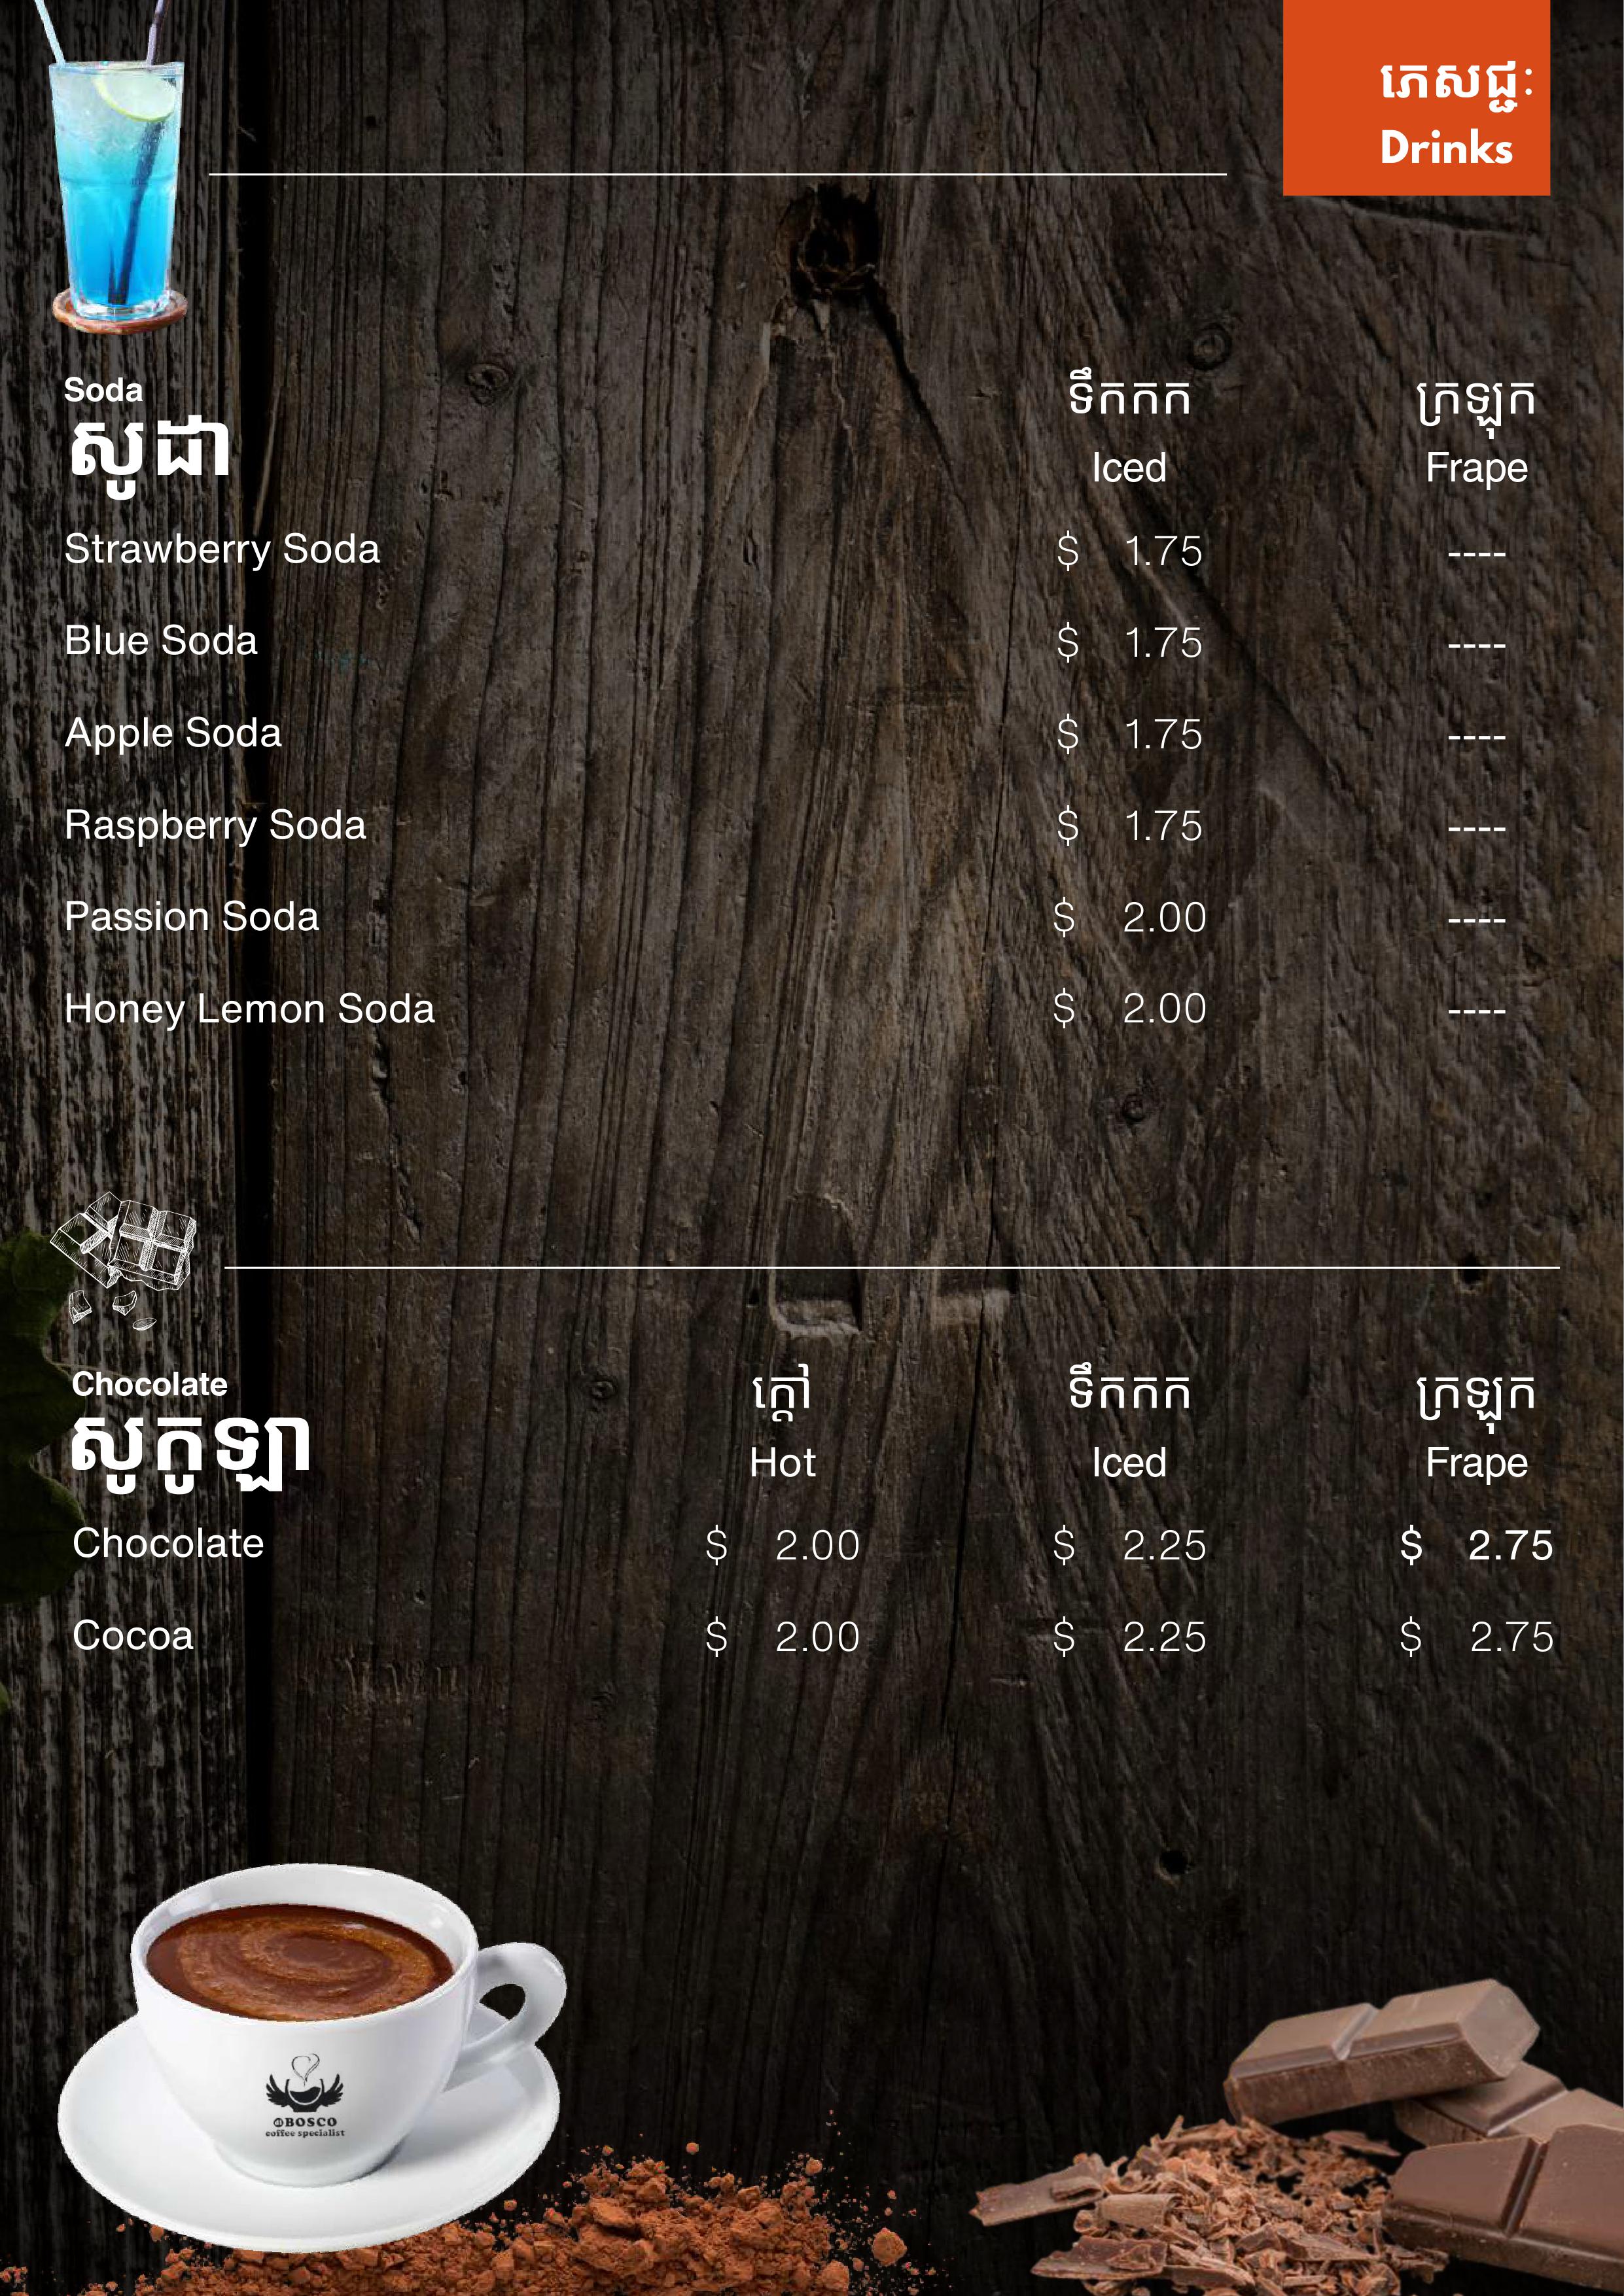 ភេសជ្ជៈ
Drinks
Soda ទឹកកក ក្រឡុក
សូដា Iced Frape
Strawberry Soda $ 1.75 ----
Blue Soda $ 1.75 ----
Apple Soda $ 1.75 ----
Raspberry Soda $ 1.75 ----
Passion Soda $ 2.00 ----
Honey Lemon Soda $ 2.00 ----
Chocolate ក្តៅ ទឹកកក ក្រឡុក
សូកូឡា Hot Iced Frape
Chocolate $ 2.00 $ 2.25 $ 2.75
Cocoa $ 2.00 $ 2.25 $ 2.75
BOSCO
coffee specialist